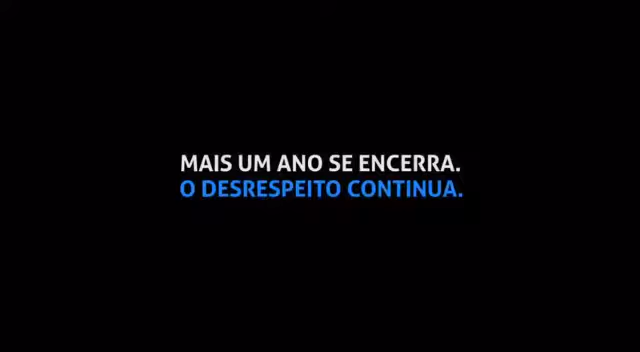 MAIS UM ANO SE ENCERRA.
O DESRESPEITO CONTINUA.